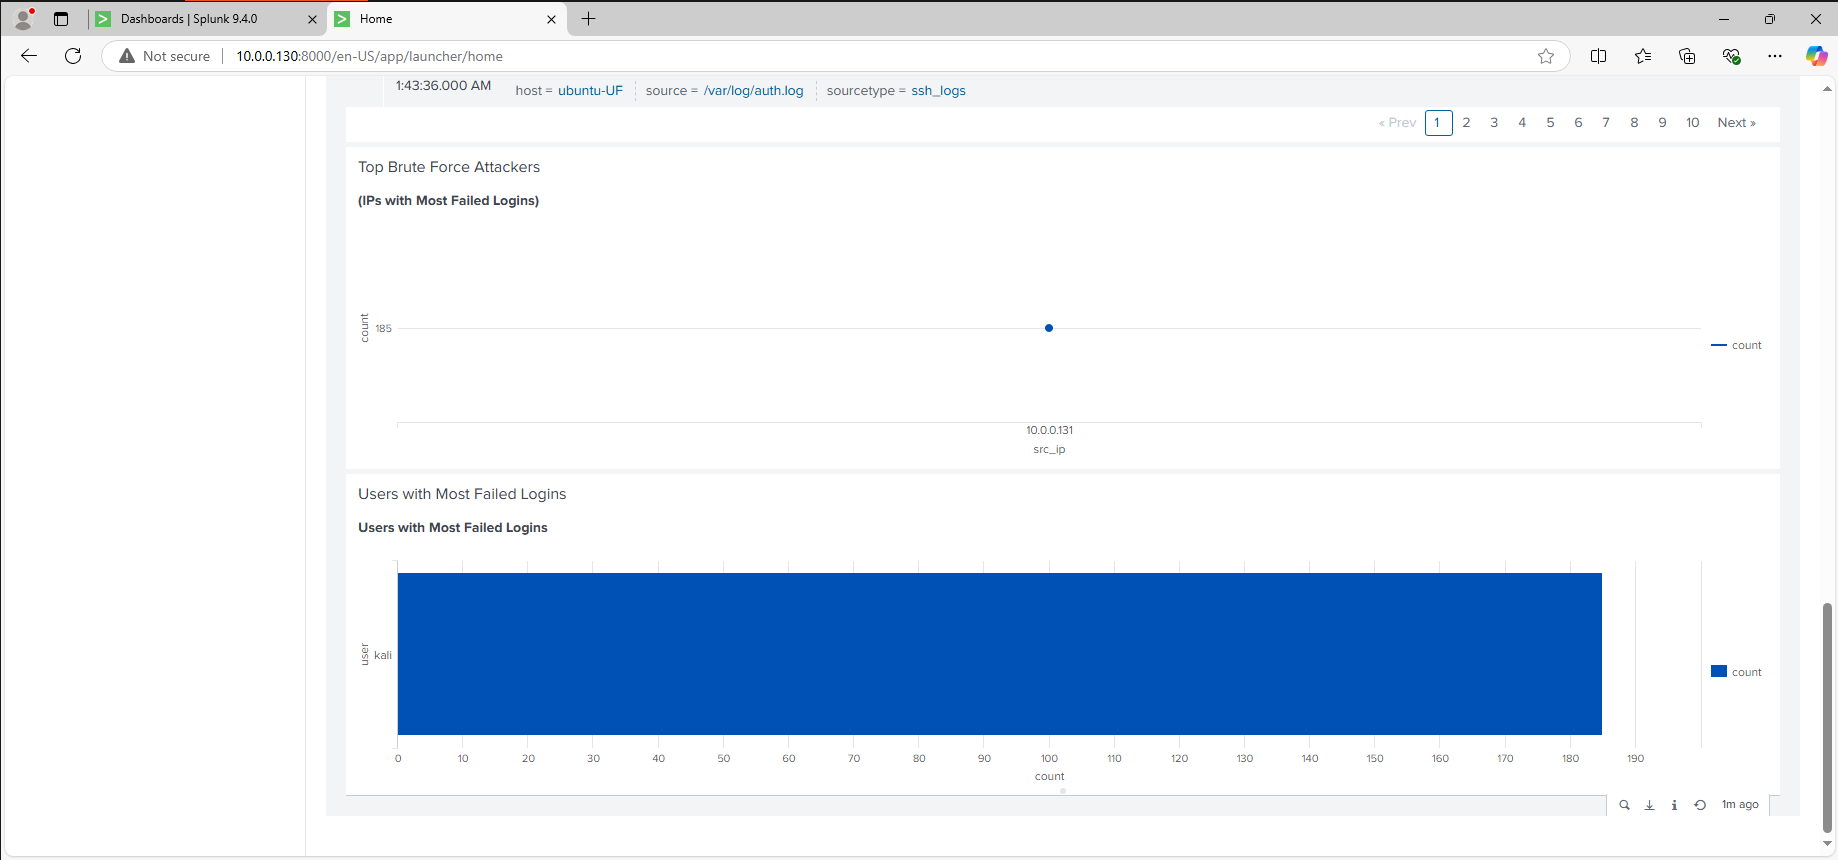 Dashboards | Splunk 9.4.0
Home
Not secure
10.0.0.130:8000/en-US/app/launcher/home
1:43:36.000 AM
host = ubuntu-UF source = /var/log/auth.log sourcetype = ssh_logs
« Prev 1 2 3 4 5 6 7 8 9 10 Next »
Top Brute Force Attackers
(IPs with Most Failed Logins)
count
185
count
10.0.0.131
src_ip
Users with Most Failed Logins
Users with Most Failed Logins
user
kali
count
0 10 20 30 40 50 60 70 80 90 100 110 120 130 140 150 160 170 180 190
count
1m ago